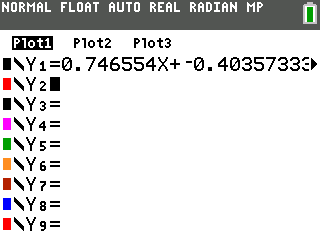 NORMAL FLOAT AUTO REAL RADIAN MP
Plot1 Plot2 Plot3
\Y₁=0.746554X+⁻0.40357333
\Y₂=
\Y₃=
\Y₄=
\Y₅=
\Y₆=
\Y₇=
\Y₈=
\Y₉=